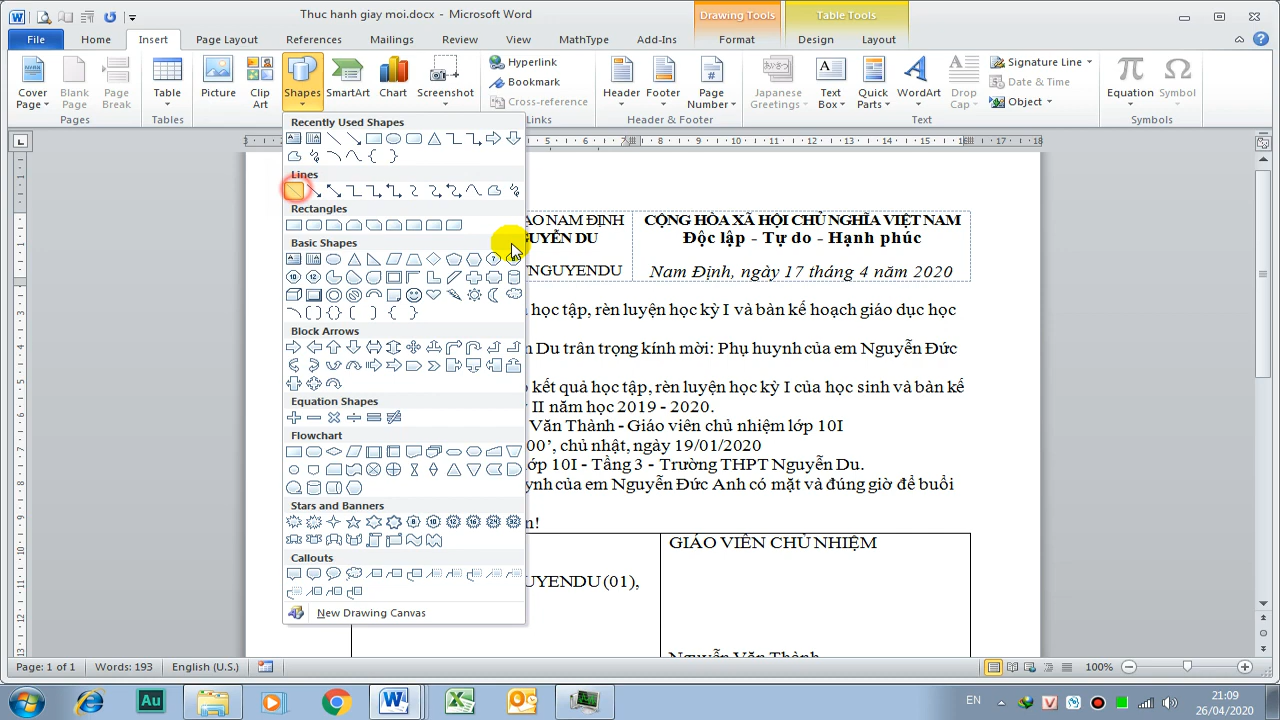 Thuc hanh giay moi.docx - Microsoft Word
Drawing Tools
Table Tools
File
Home
Insert
Page Layout
References
Mailings
Review
View
MathType
Add-Ins
Format
Design
Layout
Cover Page
Blank Page
Page Break
Table
Picture
Clip Art
Shapes
SmartArt
Chart
Screenshot
Hyperlink
Bookmark
Cross-reference
Header
Footer
Page Number
Japanese Greetings
Text Box
Quick Parts
WordArt
Drop Cap
Signature Line
Date & Time
Object
Equation
Symbol
Pages
Links
Header & Footer
Text
Symbols
Recently Used Shapes
Lines
Rectangles
Basic Shapes
Block Arrows
Equation Shapes
Flowchart
Stars and Banners
Callouts
New Drawing Canvas
AO NAM ĐỊNH
CỘNG HÒA XÃ HỘI CHỦ NGHĨA VIỆT NAM
GUYỄN DU
Độc lập - Tự do - Hạnh phúc
NGUYENDU
Nam Định, ngày 17 tháng 4 năm 2020
học tập, rèn luyện học kỳ I và bản kế hoạch giáo dục học
Du trân trọng kính mời: Phụ huynh của em Nguyễn Đức
kết quả học tập, rèn luyện học kỳ I của học sinh và bản kế
II năm học 2019 - 2020.
Văn Thành - Giáo viên chủ nhiệm lớp 10I
00’, chủ nhật, ngày 19/01/2020
ớp 10I - Tầng 3 - Trường THPT Nguyễn Du.
ynh của em Nguyễn Đức Anh có mặt và đúng giờ để buổi
n!
GIÁO VIÊN CHỦ NHIỆM
UYENDU (01),
Nguyễn Văn Thành
Page: 1 of 1
Words: 193
English (U.S.)
100%
EN
21:09
26/04/2020